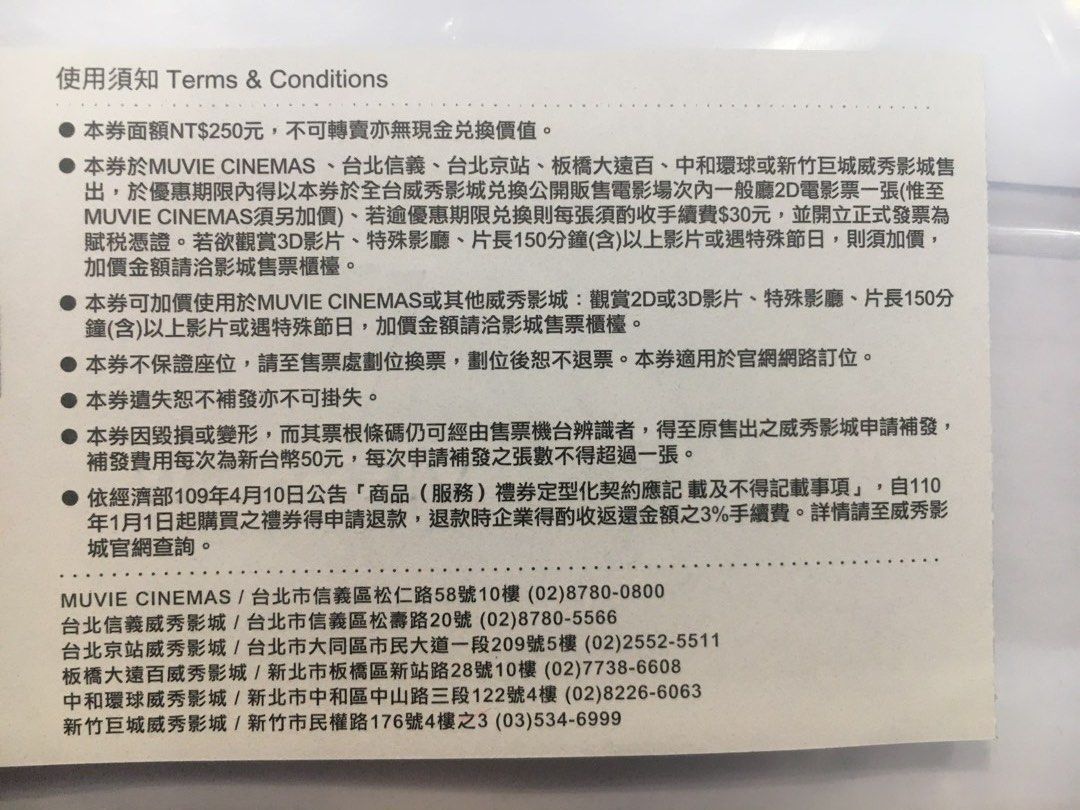 使用須知 Terms & Conditions
● 本券面額NT$250元，不可轉賣亦無現金兌換價值。
● 本券於MUVIE CINEMAS 、台北信義、台北京站、板橋大遠百、中和環球或新竹巨城威秀影城售
出，於優惠期限內得以本券於全台威秀影城兌換公開販售電影場次內一般廳2D電影票一張(惟至
MUVIE CINEMAS須另加價)、若逾優惠期限兌換則每張須酌收手續費$30元，並開立正式發票為
賦稅憑證。若欲觀賞3D影片、特殊影廳、片長150分鐘(含)以上影片或遇特殊節日，則須加價，
加價金額請洽影城售票櫃檯。
● 本券可加價使用於MUVIE CINEMAS或其他威秀影城：觀賞2D或3D影片、特殊影廳、片長150分
鐘(含)以上影片或遇特殊節日，加價金額請洽影城售票櫃檯。
● 本券不保證座位，請至售票處劃位換票，劃位後恕不退票。本券適用於官網網路訂位。
● 本券遺失恕不補發亦不可掛失。
● 本券因毀損或變形，而其票根條碼仍可經由售票機台辨識者，得至原售出之威秀影城申請補發，
補發費用每次為新台幣50元，每次申請補發之張數不得超過一張。
● 依經濟部109年4月10日公告「商品（服務）禮券定型化契約應記 載及不得記載事項」，自110
年1月1日起購買之禮券得申請退款，退款時企業得酌收返還金額之3%手續費。詳情請至威秀影
城官網查詢。
MUVIE CINEMAS / 台北市信義區松仁路58號10樓 (02)8780-0800
台北信義威秀影城 / 台北市信義區松壽路20號 (02)8780-5566
台北京站威秀影城 / 台北市大同區市民大道一段209號5樓 (02)2552-5511
板橋大遠百威秀影城 / 新北市板橋區新站路28號10樓 (02)7738-6608
中和環球威秀影城 / 新北市中和區中山路三段122號4樓 (02)8226-6063
新竹巨城威秀影城 / 新竹市民權路176號4樓之3 (03)534-6999